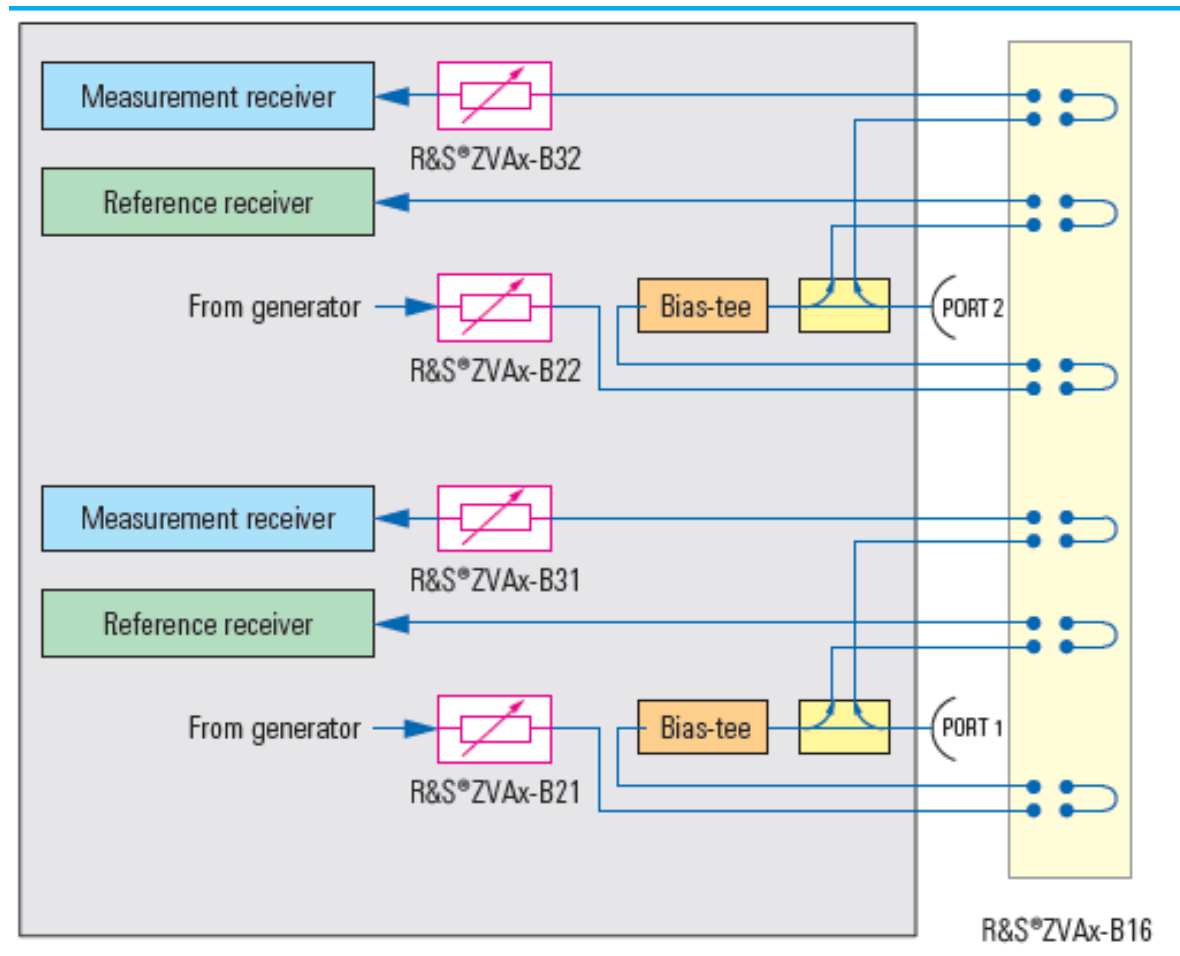 Measurement receiver
R&S®ZVAx-B32
Reference receiver
From generator
Bias-tee
PORT 2
R&S®ZVAx-B22
Measurement receiver
R&S®ZVAx-B31
Reference receiver
From generator
Bias-tee
PORT 1
R&S®ZVAx-B21
R&S®ZVAx-B16